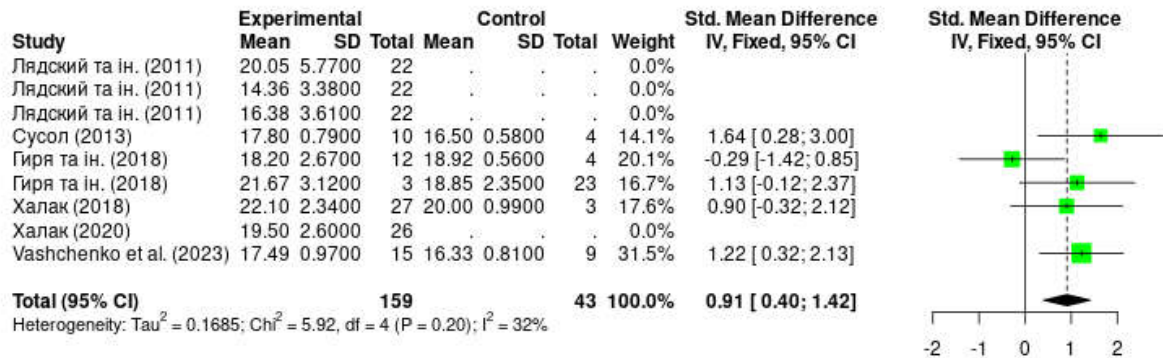 Experimental Control Std. Mean Difference Std. Mean Difference
Study Mean SD Total Mean SD Total Weight IV, Fixed, 95% CI IV, Fixed, 95% CI
Лядский та ін. (2011) 20.05 5.7700 22 . . . 0.0%
Лядский та ін. (2011) 14.36 3.3800 22 . . . 0.0%
Лядский та ін. (2011) 16.38 3.6100 22 . . . 0.0%
Сусол (2013) 17.80 0.7900 10 16.50 0.5800 4 14.1% 1.64 [ 0.28; 3.00]
Гиря та ін. (2018) 18.20 2.6700 12 18.92 0.5600 4 20.1% -0.29 [-1.42; 0.85]
Гиря та ін. (2018) 21.67 3.1200 3 18.85 2.3500 23 16.7% 1.13 [-0.12; 2.37]
Халак (2018) 22.10 2.3400 27 20.00 0.9900 3 17.6% 0.90 [-0.32; 2.12]
Халак (2020) 19.50 2.6000 26 . . . 0.0%
Vashchenko et al. (2023) 17.49 0.9700 15 16.33 0.8100 9 31.5% 1.22 [ 0.32; 2.13]
Total (95% CI) 159 43 100.0% 0.91 [ 0.40; 1.42]
Heterogeneity: Tau² = 0.1685; Chi² = 5.92, df = 4 (P = 0.20); I² = 32%
-2 -1 0 1 2